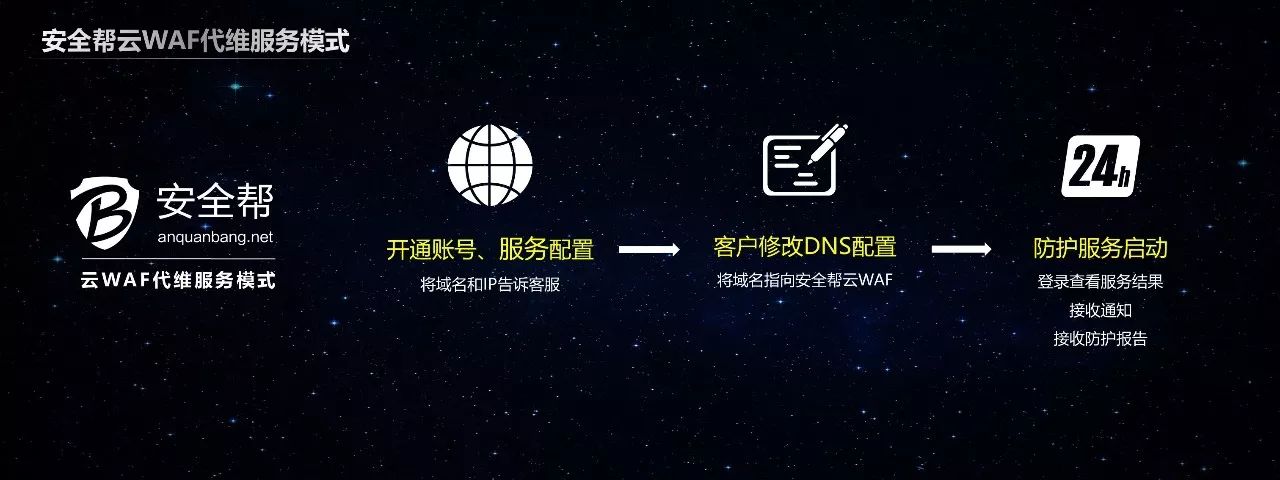 安全帮云WAF代维服务模式
安全帮
anquanbang.net
云WAF代维服务模式
开通账号、服务配置
将域名和IP告诉客服
客户修改DNS配置
将域名指向安全帮云WAF
24h
防护服务启动
登录查看服务结果
接收通知
接收防护报告